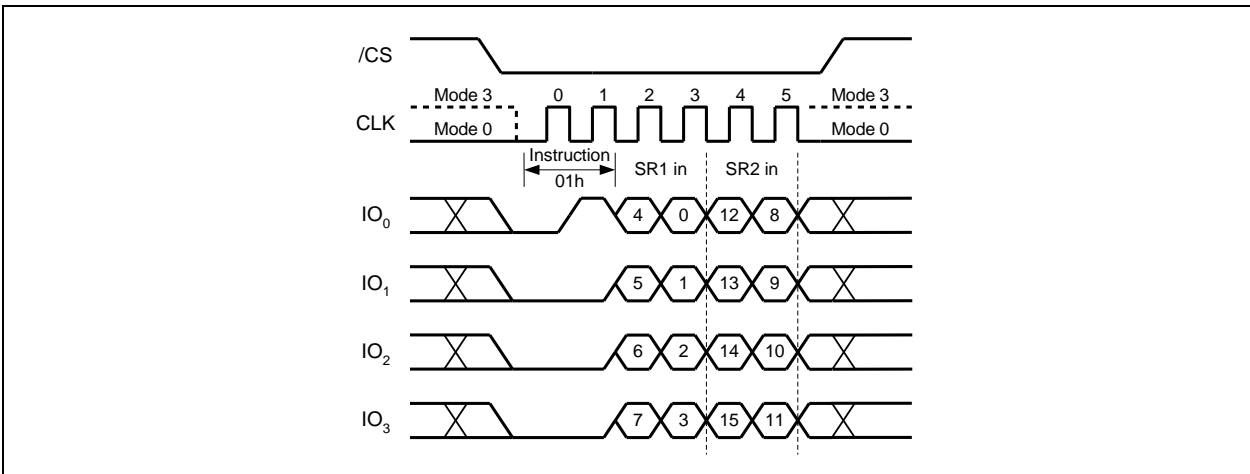 /CS
Mode 3 0 1 2 3 4 5 Mode 3
CLK Mode 0 Mode 0
Instruction SR1 in SR2 in
01h
IO0 4 0 12 8
IO1 5 1 13 9
IO2 6 2 14 10
IO3 7 3 15 11